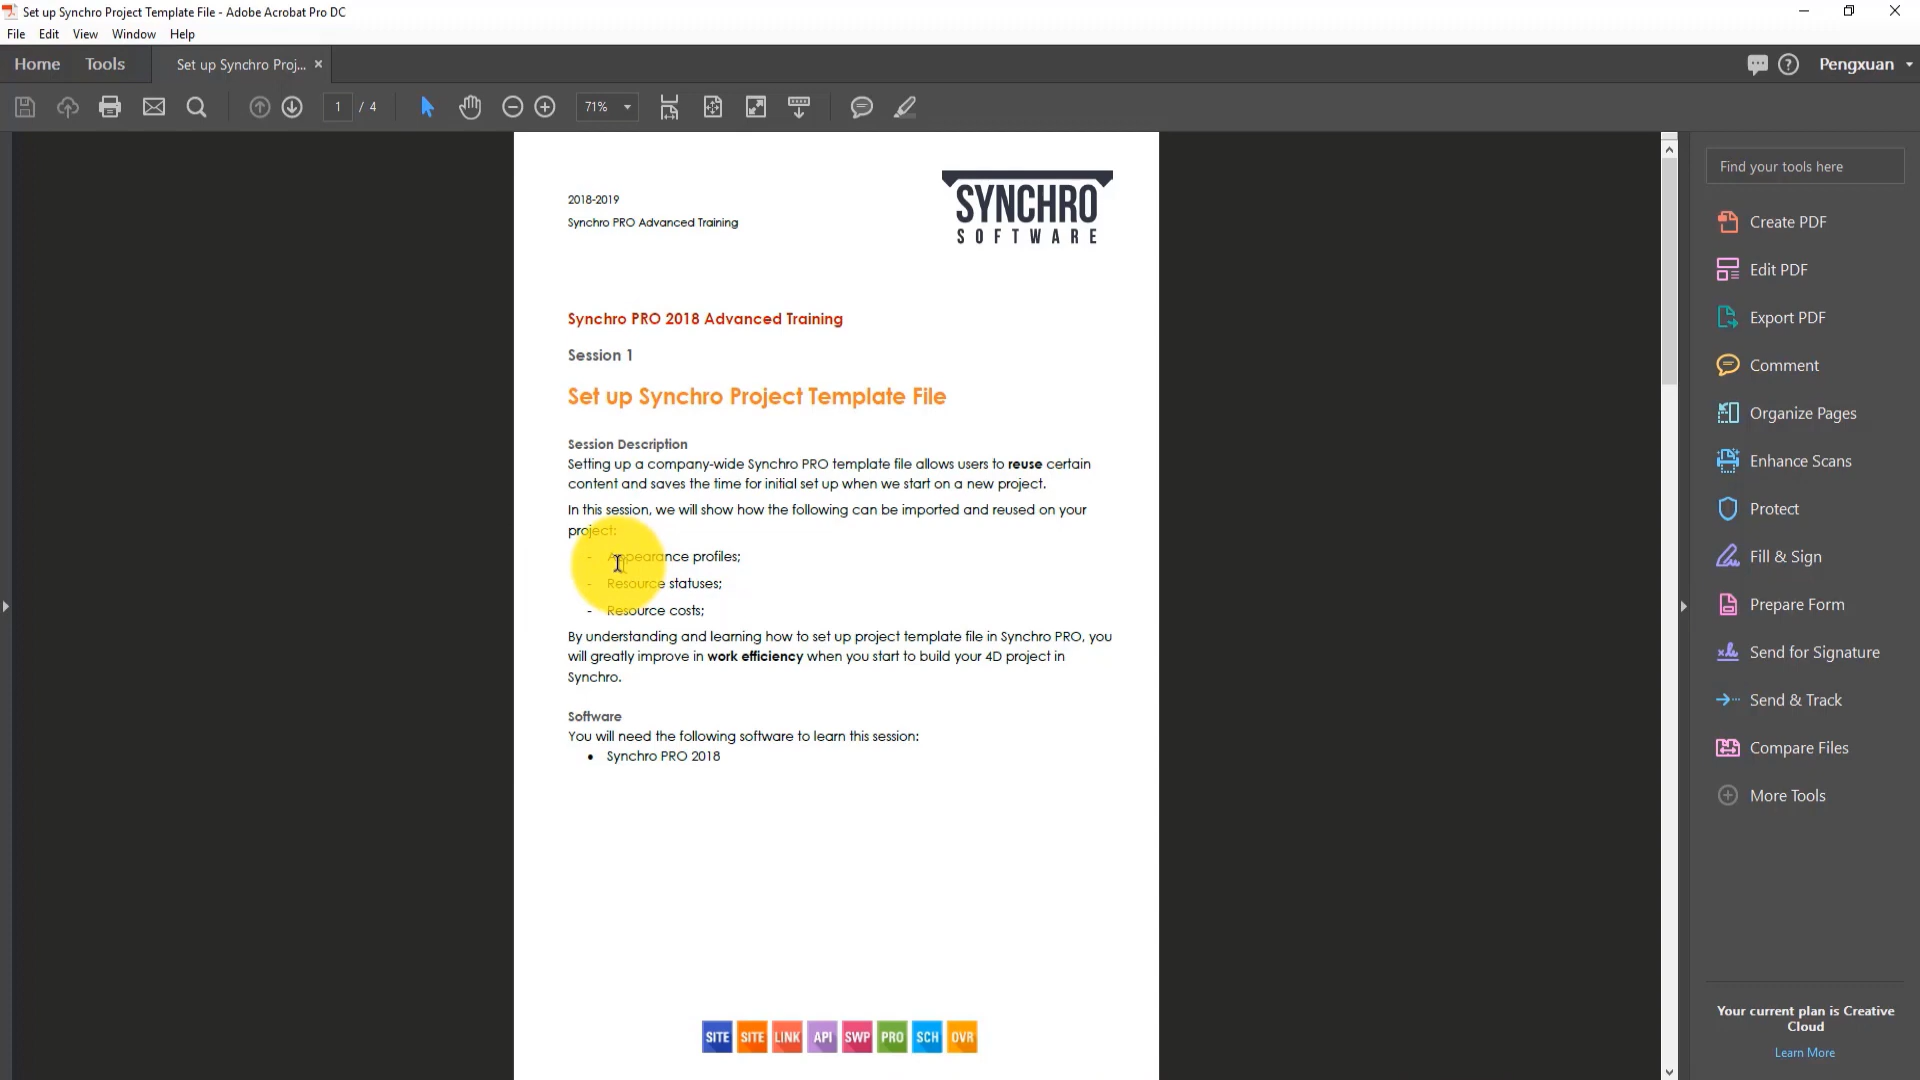 Set up Synchro Project Template File - Adobe Acrobat Pro DC
File Edit View Window Help
Home Tools Set up Synchro Proj... × Pengxuan
1 / 4 71%
2018-2019
Synchro PRO Advanced Training
SYNCHRO
SOFTWARE
Synchro PRO 2018 Advanced Training
Session 1
Set up Synchro Project Template File
Session Description
Setting up a company-wide Synchro PRO template file allows users to reuse certain
content and saves the time for initial set up when we start on a new project.
In this session, we will show how the following can be imported and reused on your
project:
- Appearance profiles;
- Resource statuses;
- Resource costs;
By understanding and learning how to set up project template file in Synchro PRO, you
will greatly improve in work efficiency when you start to build your 4D project in
Synchro.
Software
You will need the following software to learn this session:
• Synchro PRO 2018
SITE SITE LINK API SWP PRO SCH OVR
Find your tools here
Create PDF
Edit PDF
Export PDF
Comment
Organize Pages
Enhance Scans
Protect
Fill & Sign
Prepare Form
Send for Signature
Send & Track
Compare Files
More Tools
Your current plan is Creative
Cloud
Learn More